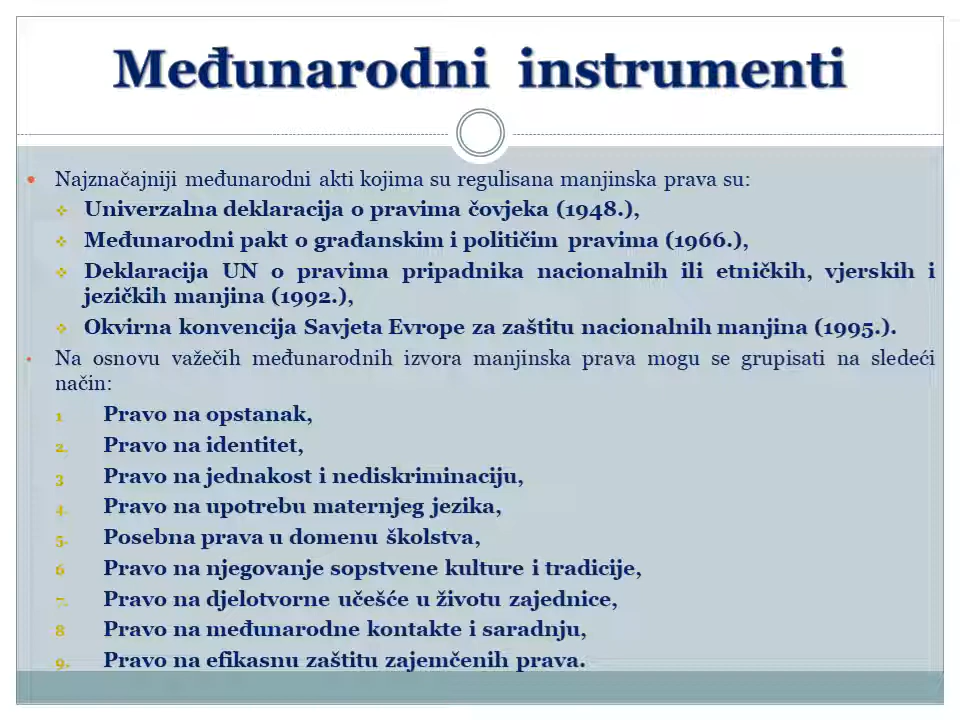 Međunarodni instrumenti
• Najznačajniji međunarodni akti kojima su regulisana manjinska prava su:
❖ Univerzalna deklaracija o pravima čovjeka (1948.),
❖ Međunarodni pakt o građanskim i politič̌im pravima (1966.),
❖ Deklaracija UN o pravima pripadnika nacionalnih ili etničkih, vjerskih i
jezičkih manjina (1992.),
❖ Okvirna konvencija Savjeta Evrope za zaštitu nacionalnih manjina (1995.).
• Na osnovu važečih međunarodnih izvora manjinska prava mogu se grupisati na sledeći
način:
1 Pravo na opstanak,
2. Pravo na identitet,
3 Pravo na jednakost i nediskriminaciju,
4. Pravo na upotrebu maternjeg jezika,
5. Posebna prava u domenu školstva,
6 Pravo na njegovanje sopstvene kulture i tradicije,
7. Pravo na djelotvorne učešće u životu zajednice,
8 Pravo na međunarodne kontakte i saradnju,
9. Pravo na efikasnu zaštitu zajemčenih prava.